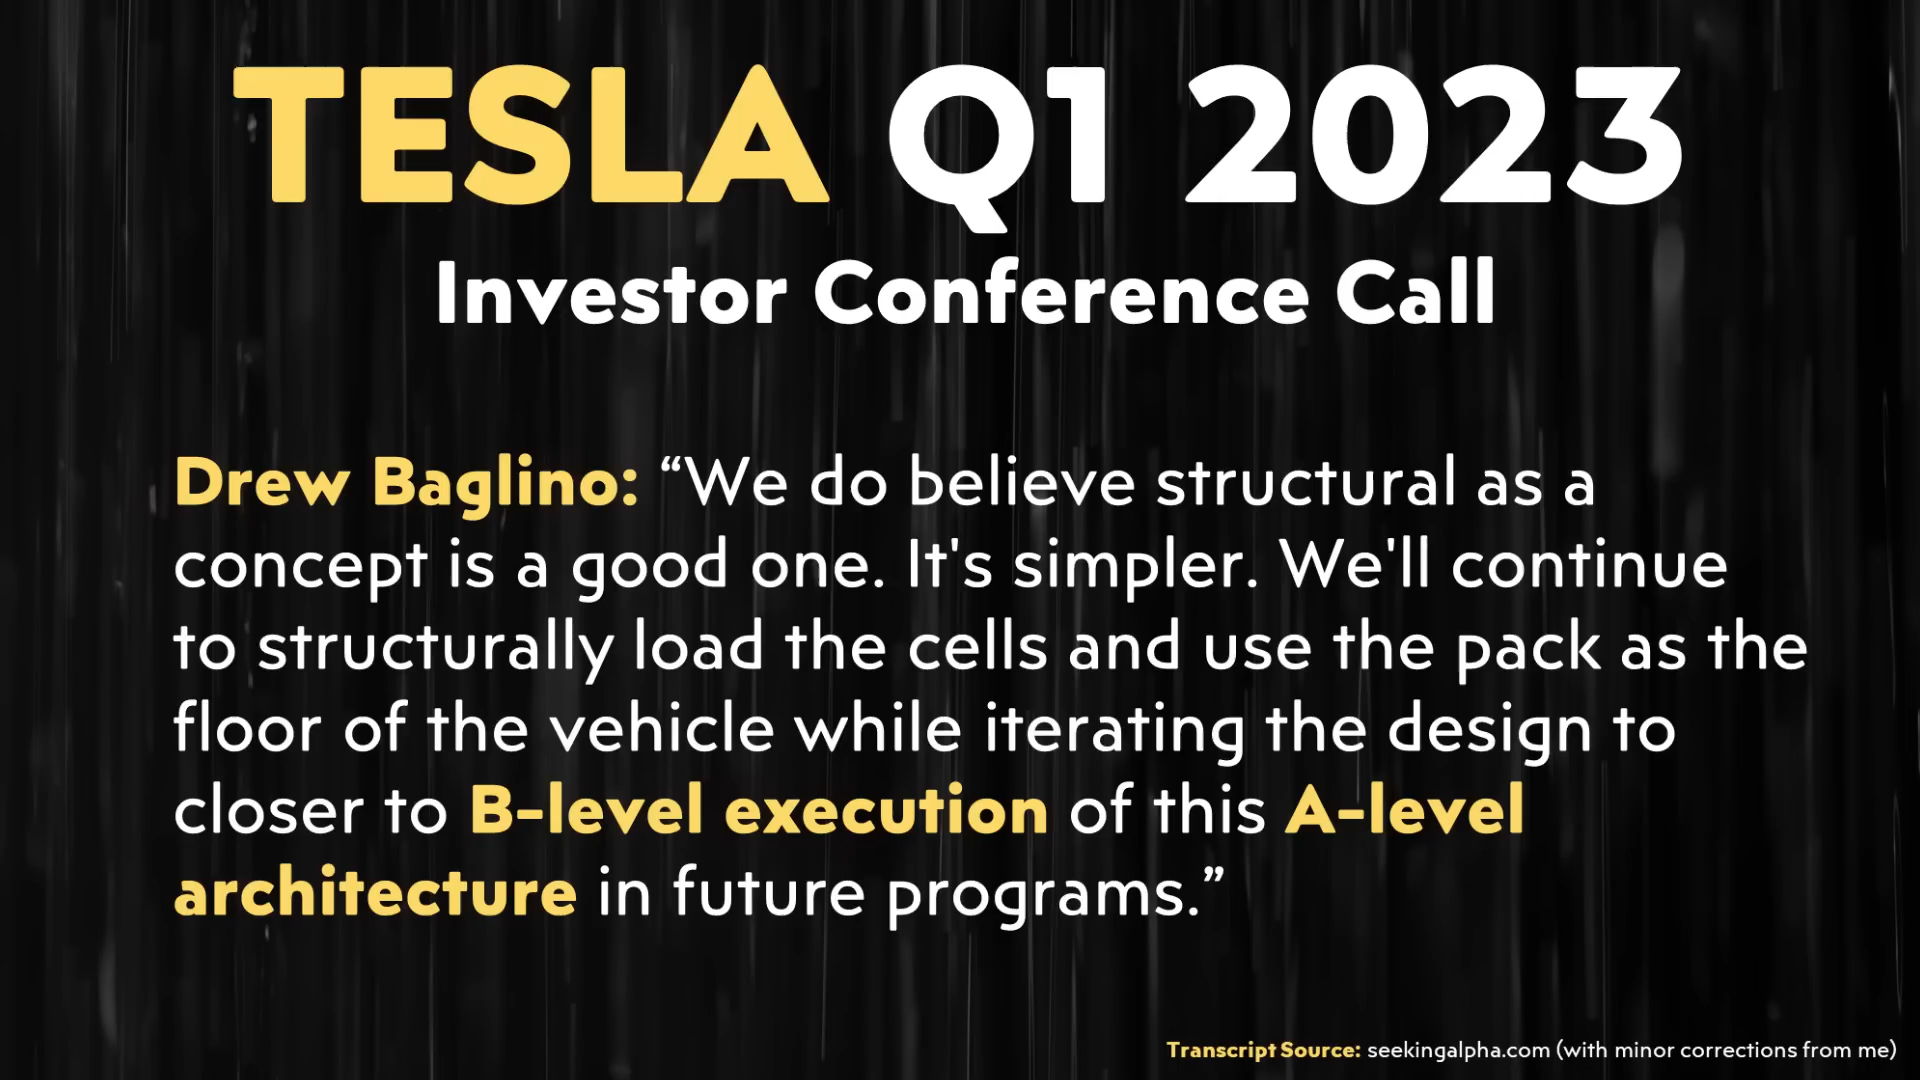 TESLA Q1 2023
Investor Conference Call
Drew Baglino: “We do believe structural as a
concept is a good one. It's simpler. We'll continue
to structurally load the cells and use the pack as the
floor of the vehicle while iterating the design to
closer to B-level execution of this A-level
architecture in future programs.”
Transcript Source: seekingalpha.com (with minor corrections from me)